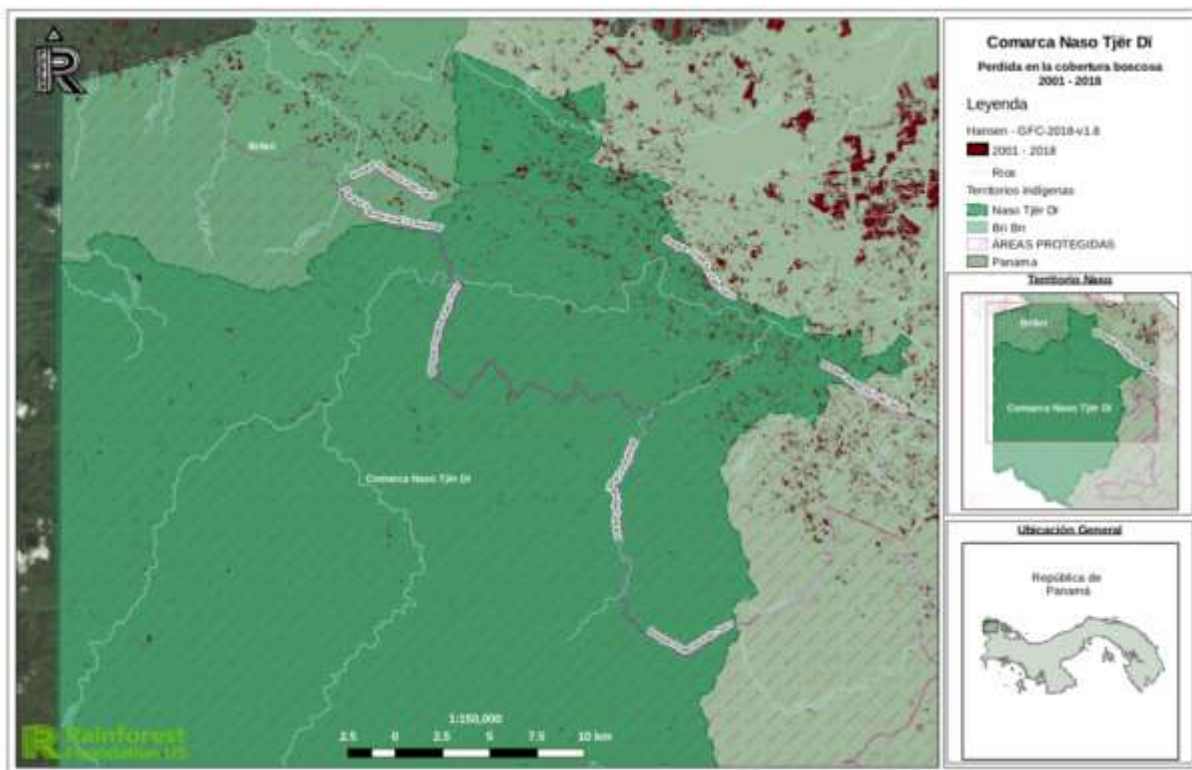 Comarca Naso Tjër Di
Perdida en la cobertura boscosa
2001 - 2018
Leyenda
Hansen - GFC-2018-v1.8
2001 - 2018
Rios
Territorios indigenas
Naso Tjër Di
Bri Bri
ÁREAS PROTEGIDAS
Panama
Territorio Naso
Bribri
Comarca Naso Tjër Di
Ubicación General
República de
Panamá
Bribri
Comarca Naso Tjër Di
1:150,000
2.5 0 2.5 5 7.5 10 km
Rainforest
Foundation US